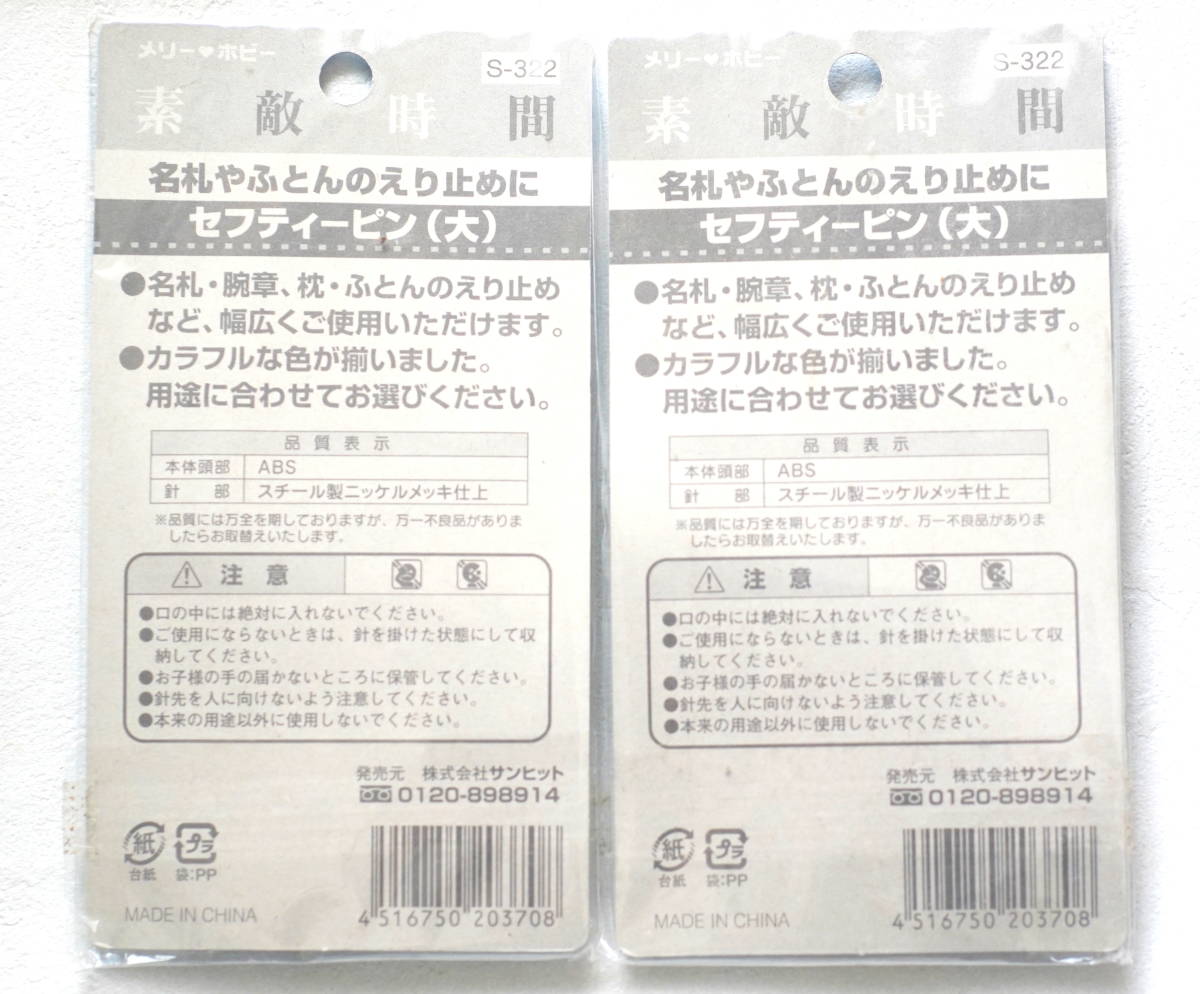 メリー♥ホビー
S-322
素敵時間
名札やふとんのえり止めに
セフティーピン(大)
●名札・腕章、枕・ふとんのえり止め
など、幅広くご使用いただけます。
●カラフルな色が揃いました。
用途に合わせてお選びください。
品質表示
本体頭部 ABS
針部 スチール製ニッケルメッキ仕上
※品質には万全を期しておりますが、万一不良品がありま
したらお取替えいたします。
注意
●口の中には絶対に入れないでください。
●ご使用にならないときは、針を掛けた状態にして収
納してください。
●お子様の手の届かないところに保管してください。
●針先を人に向けないよう注意してください。
●本来の用途以外に使用しないでください。
発売元 株式会社サンヒット
0120-898914
紙
プラ
台紙 袋:PP
MADE IN CHINA
4516750203708
メリー♥ホビー
S-322
素敵時間
名札やふとんのえり止めに
セフティーピン(大)
●名札・腕章、枕・ふとんのえり止め
など、幅広くご使用いただけます。
●カラフルな色が揃いました。
用途に合わせてお選びください。
品質表示
本体頭部 ABS
針部 スチール製ニッケルメッキ仕上
※品質には万全を期しておりますが、万一不良品がありま
したらお取替えいたします。
注意
●口の中には絶対に入れないでください。
●ご使用にならないときは、針を掛けた状態にして収
納してください。
●お子様の手の届かないところに保管してください。
●針先を人に向けないよう注意してください。
●本来の用途以外に使用しないでください。
発売元 株式会社サンヒット
0120-898914
紙
プラ
台紙 袋:PP
MADE IN CHINA
4516750203708